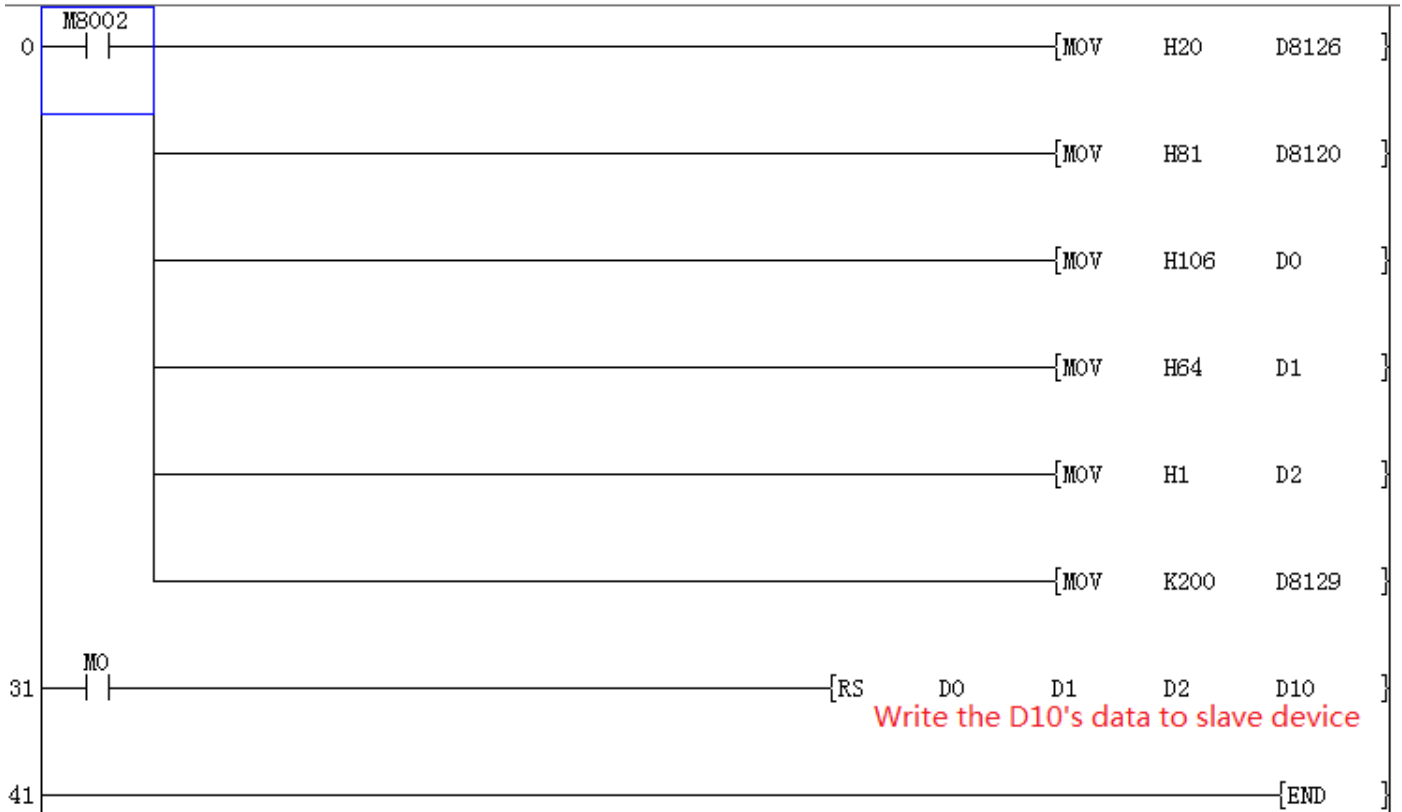 M8002
0 [MOV H20 D8126 ]
[MOV H81 D8120 ]
[MOV H106 D0 ]
[MOV H64 D1 ]
[MOV H1 D2 ]
[MOV K200 D8129 ]
M0
31 [RS D0 D1 D2 D10 ]
Write the D10's data to slave device
41 [END ]